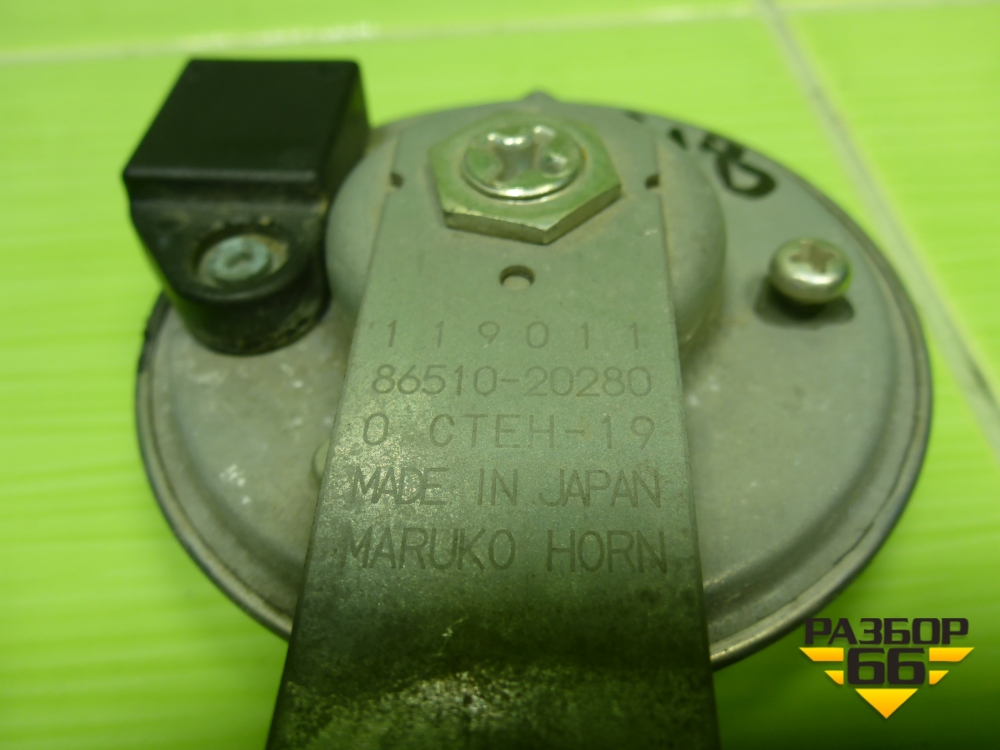 119011
86510-20280
0 CTEH-19
MADE IN JAPAN
MARUKO HORN
РАЗБОР
66